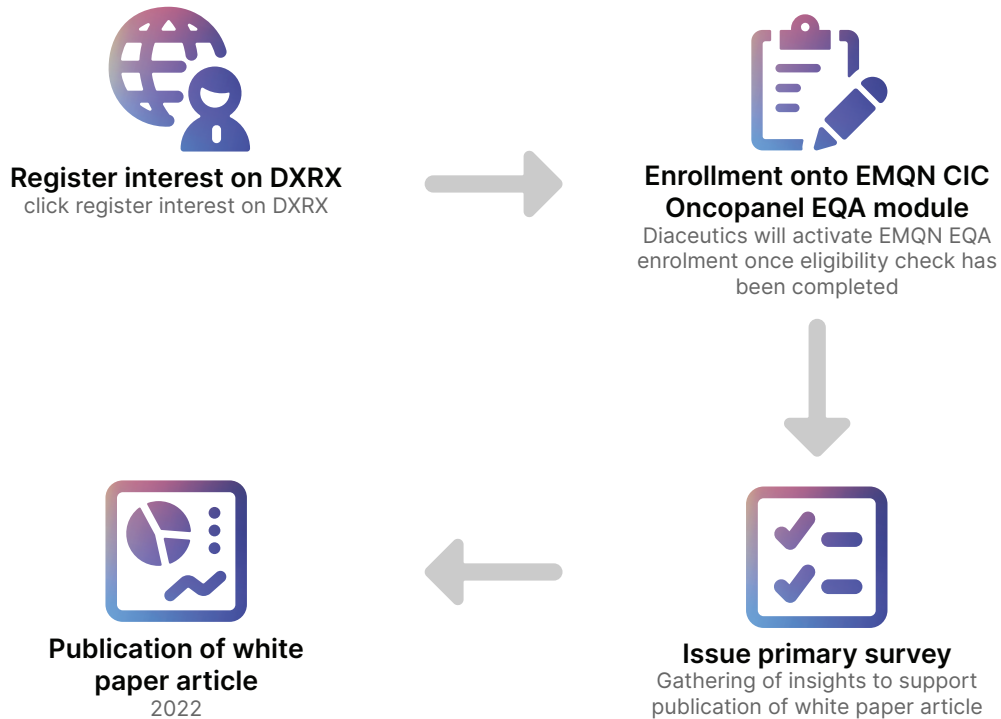 Register interest on DXRX
click register interest on DXRX
Enrollment onto EMQN CIC
Oncopanel EQA module
Diaceutics will activate EMQN EQA
enrolment once eligibility check has
been completed
Issue primary survey
Gathering of insights to support
publication of white paper article
Publication of white
paper article
2022